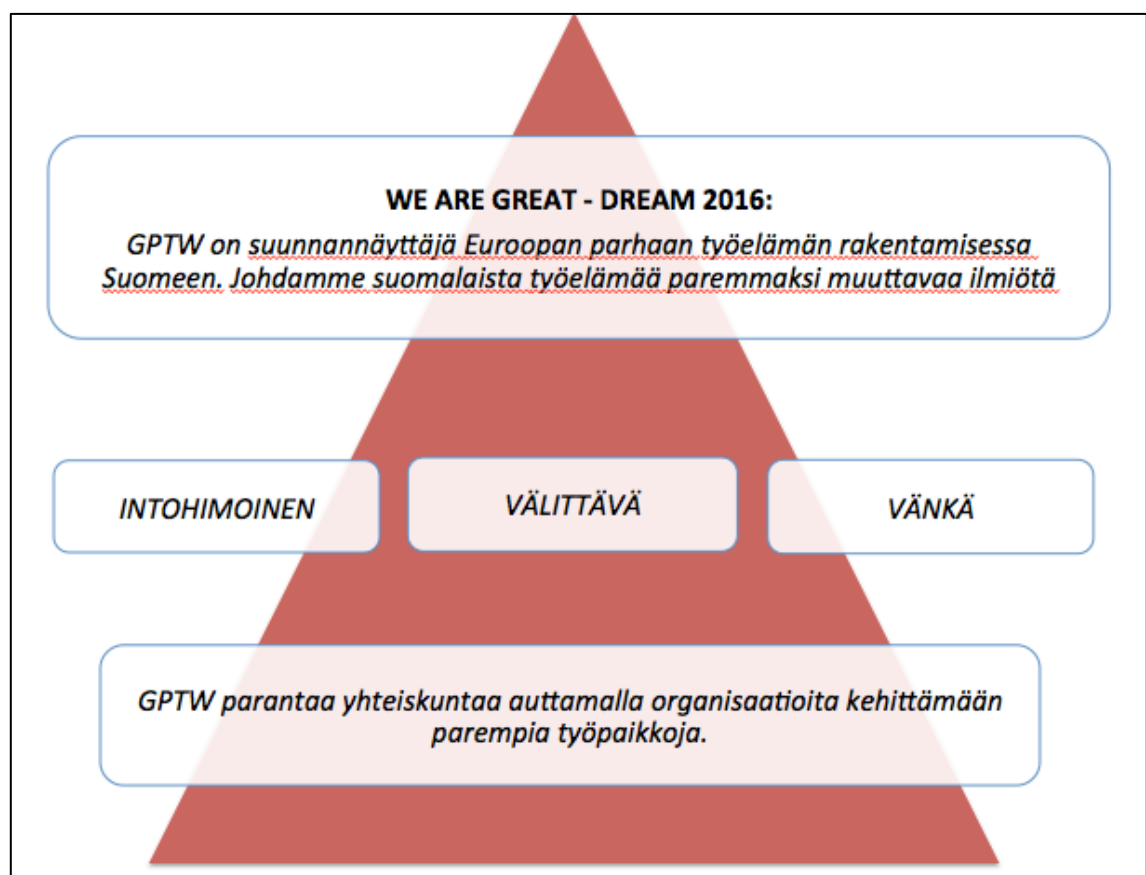 WE ARE GREAT - DREAM 2016:
GPTW on suunnannäyttäjä Euroopan parhaan työelämän rakentamisessa
Suomeen. Johdamme suomalaista työelämää paremmaksi muuttavaa ilmiötä
INTOHIMOINEN
VÄLITTÄVÄ
VÄNKÄ
GPTW parantaa yhteiskuntaa auttamalla organisaatioita kehittämään
parempia työpaikkoja.